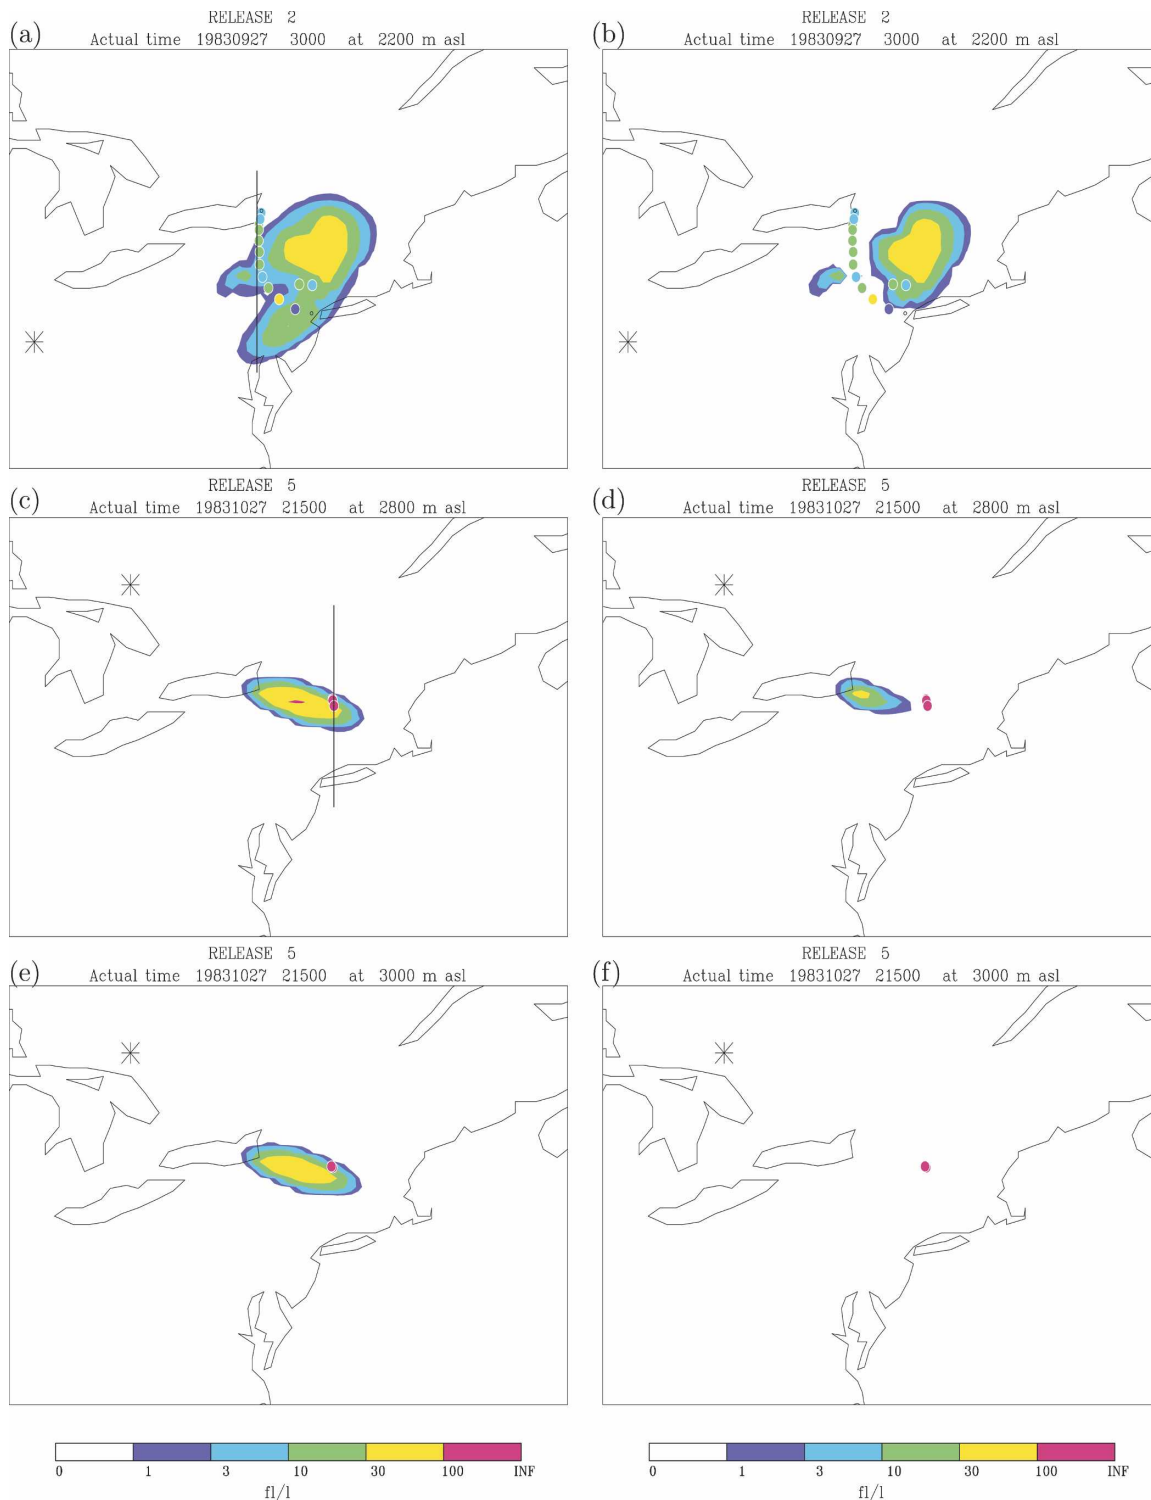 (a) RELEASE 2
Actual time 19830927 3000 at 2200 m asl
(b) RELEASE 2
Actual time 19830927 3000 at 2200 m asl
(c) RELEASE 5
Actual time 19831027 21500 at 2800 m asl
(d) RELEASE 5
Actual time 19831027 21500 at 2800 m asl
(e) RELEASE 5
Actual time 19831027 21500 at 3000 m asl
(f) RELEASE 5
Actual time 19831027 21500 at 3000 m asl
0 1 3 10 30 100 INF
fl/l
0 1 3 10 30 100 INF
fl/l